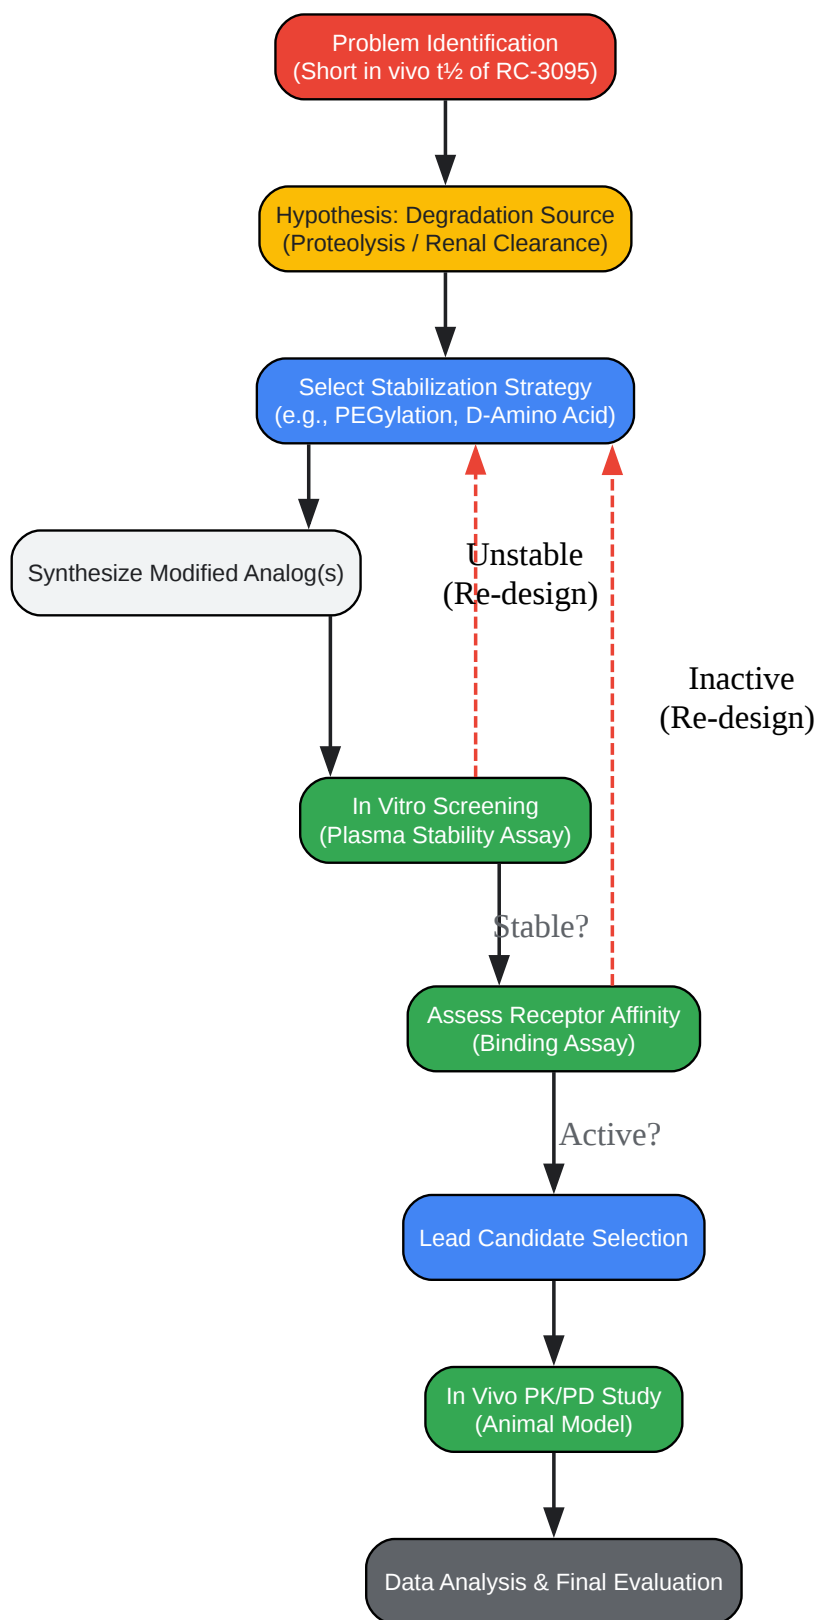 Problem Identification
(Short in vivo t½ of RC-3095)
Hypothesis: Degradation Source
(Proteolysis / Renal Clearance)
Select Stabilization Strategy
(e.g., PEGylation, D-Amino Acid)
Unstable
(Re-design)
Synthesize Modified Analog(s)
Inactive
(Re-design)
In Vitro Screening
(Plasma Stability Assay)
Stable?
Assess Receptor Affinity
(Binding Assay)
Active?
Lead Candidate Selection
In Vivo PK/PD Study
(Animal Model)
Data Analysis & Final Evaluation